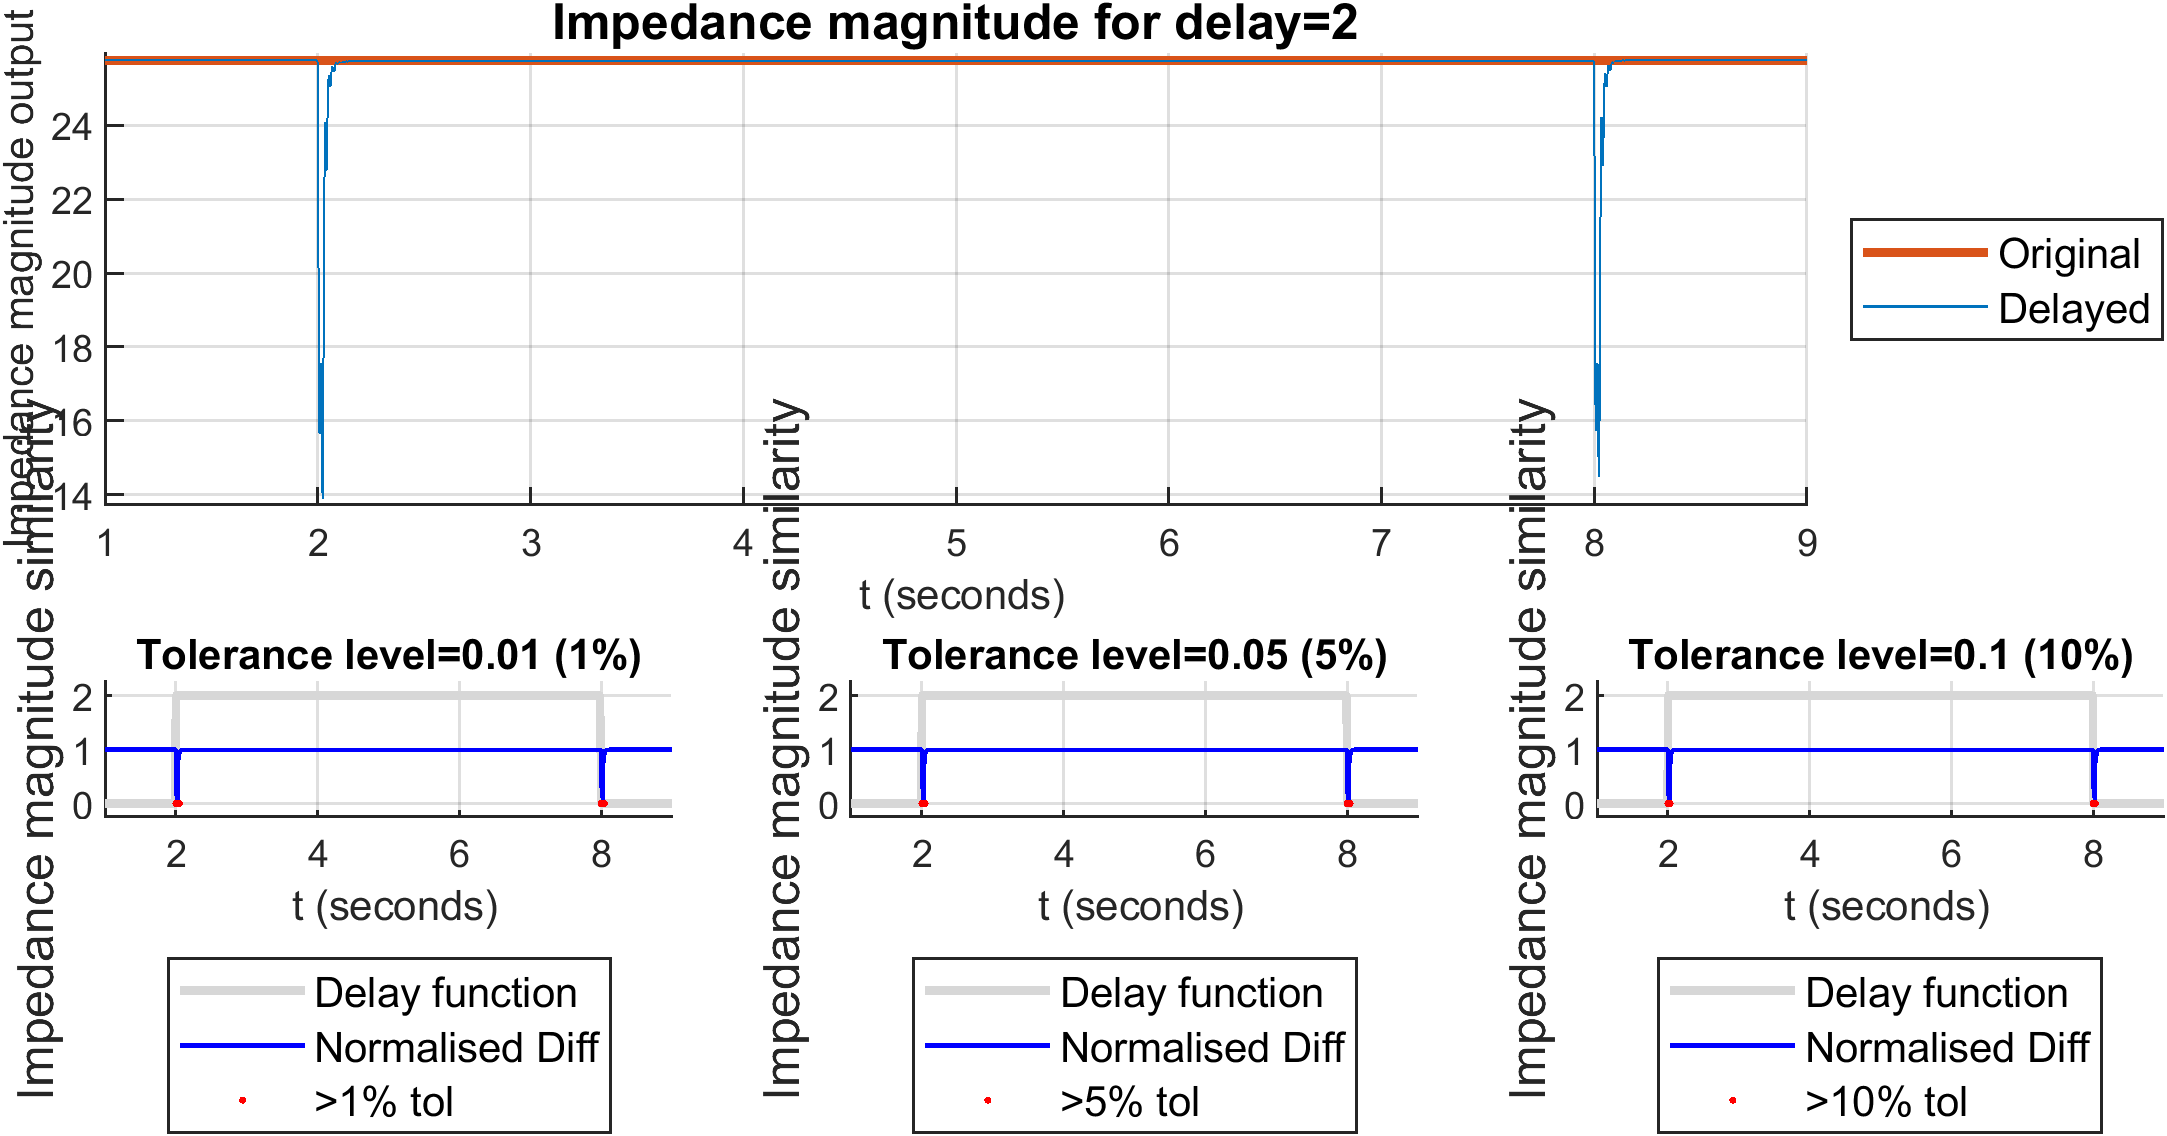 Impedance magnitude for delay=2
Impedance magnitude output
24
22
20
18
16
14
1 2 3 4 5 6 7 8 9
t (seconds)
Original
Delayed
Tolerance level=0.01 (1%)
Impedance magnitude similarity
2
1
0
2 4 6 8
t (seconds)
Delay function
Normalised Diff
>1% tol
Tolerance level=0.05 (5%)
Impedance magnitude similarity
2
1
0
2 4 6 8
t (seconds)
Delay function
Normalised Diff
>5% tol
Tolerance level=0.1 (10%)
Impedance magnitude similarity
2
1
0
2 4 6 8
t (seconds)
Delay function
Normalised Diff
>10% tol